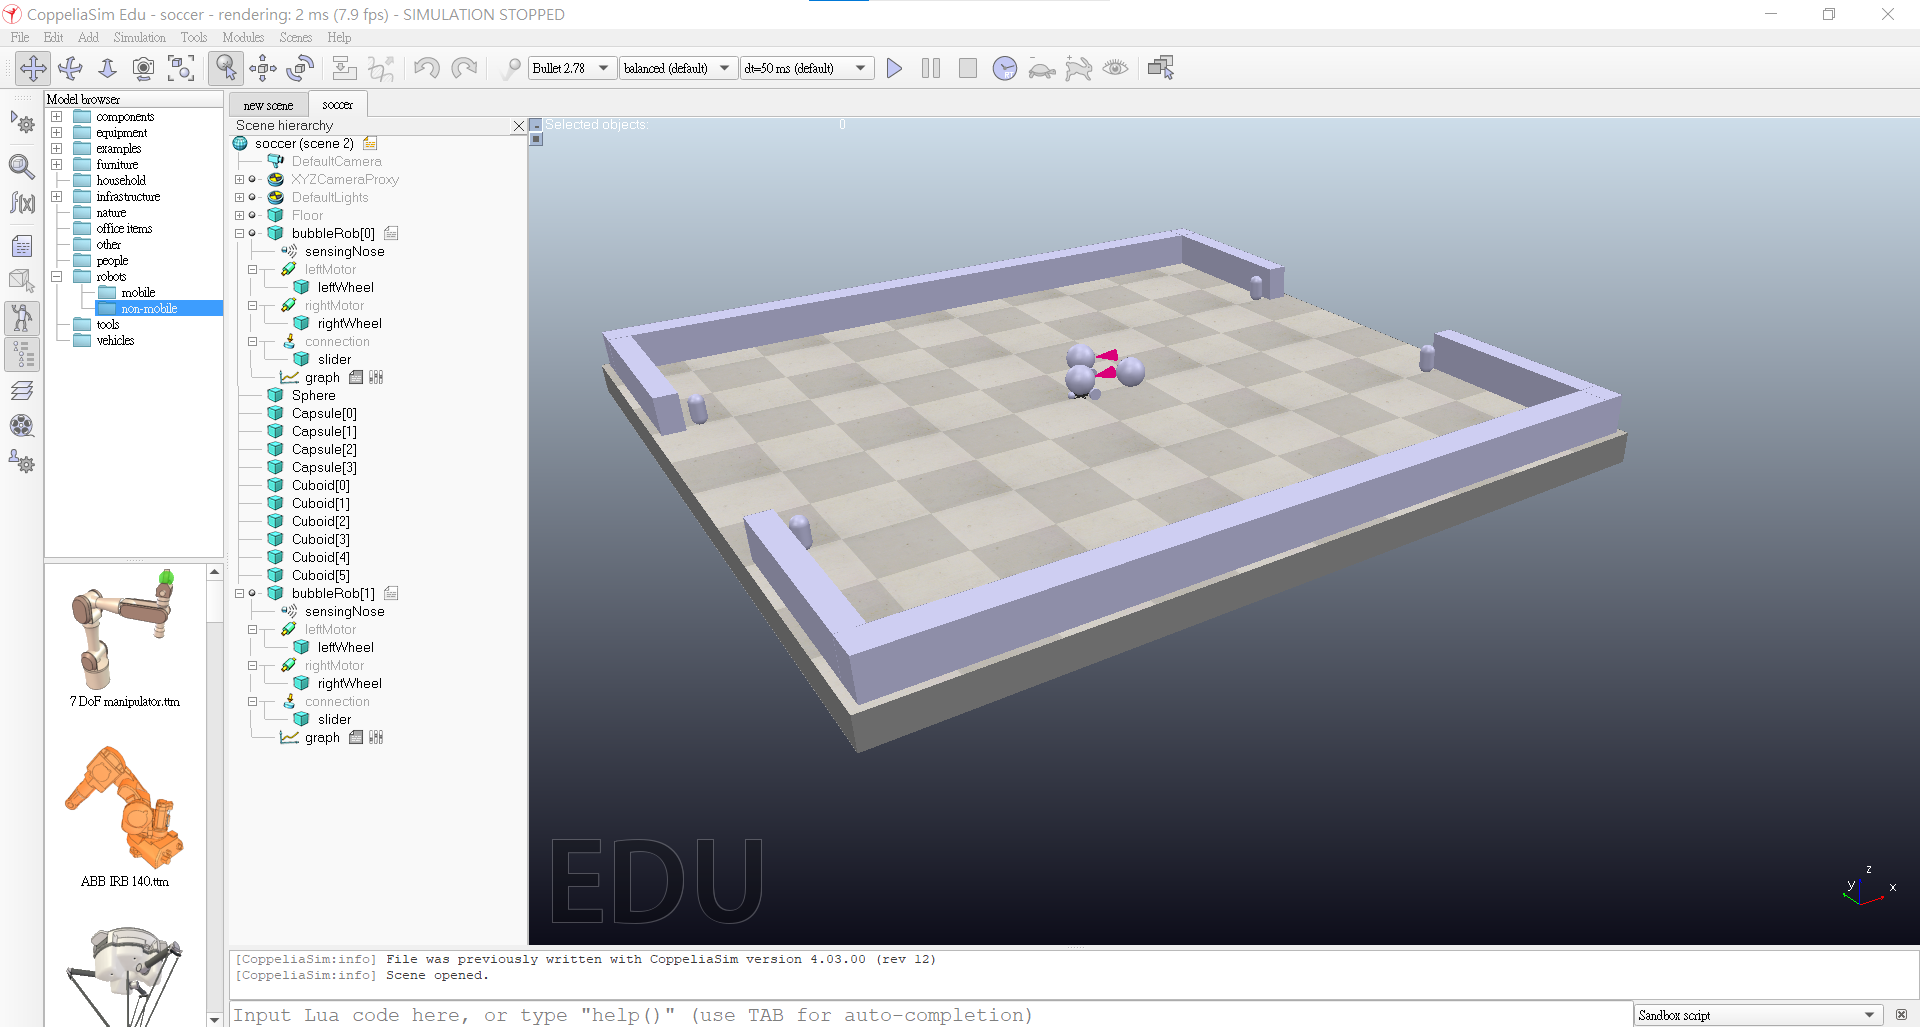 CoppeliaSim Edu - soccer - rendering: 2 ms (7.9 fps) - SIMULATION STOPPED
File Edit Add Simulation Tools Modules Scenes Help
Bullet 2.78 balanced (default) dt=50 ms (default) RT
Model browser
components
equipment
examples
furniture
household
infrastructure
nature
office items
other
people
robots
mobile
non-mobile
tools
vehicles
7 DoF manipulator.ttm
ABB IRB 140.ttm
new scene soccer
Scene hierarchy
soccer (scene 2)
DefaultCamera
XYZCameraProxy
DefaultLights
Floor
bubbleRob[0]
sensingNose
leftMotor
leftWheel
rightMotor
rightWheel
connection
slider
graph
Sphere
Capsule[0]
Capsule[1]
Capsule[2]
Capsule[3]
Cuboid[0]
Cuboid[1]
Cuboid[2]
Cuboid[3]
Cuboid[4]
Cuboid[5]
bubbleRob[1]
sensingNose
leftMotor
leftWheel
rightMotor
rightWheel
connection
slider
graph
Selected objects: 0
EDU
z
y
x
[CoppeliaSim:info] File was previously written with CoppeliaSim version 4.03.00 (rev 12)
[CoppeliaSim:info] Scene opened.
Input Lua code here, or type "help()" (use TAB for auto-completion)
Sandbox script
f(x)